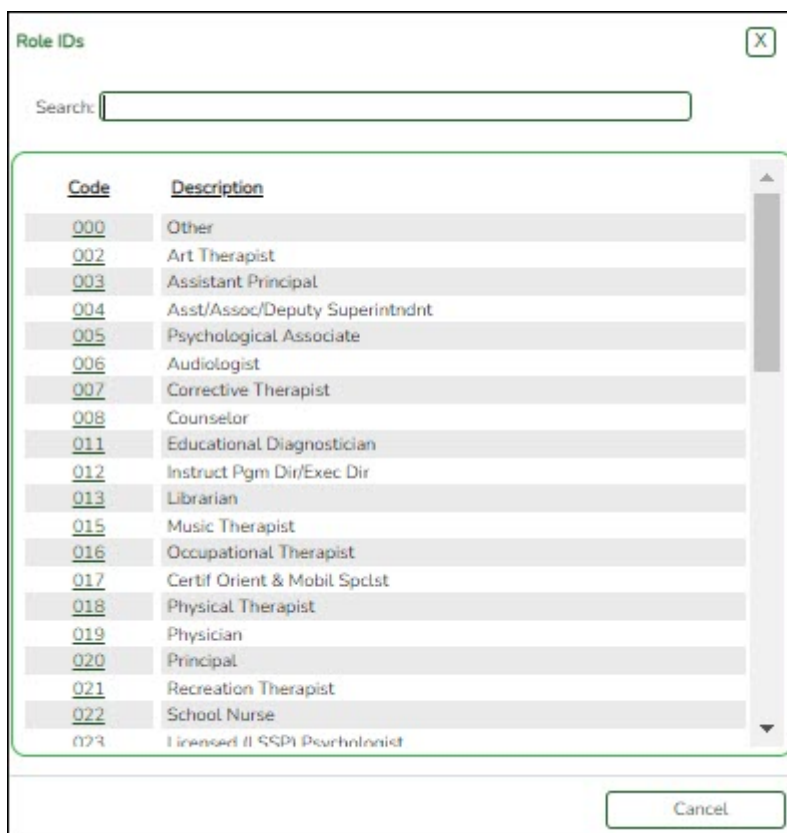 Role IDs
X
Search:
Code Description
000 Other
002 Art Therapist
003 Assistant Principal
004 Asst/Assoc/Deputy Superintndnt
005 Psychological Associate
006 Audiologist
007 Corrective Therapist
008 Counselor
011 Educational Diagnostician
012 Instruct Pgm Dir/Exec Dir
013 Librarian
015 Music Therapist
016 Occupational Therapist
017 Certif Orient & Mobil Spclst
018 Physical Therapist
019 Physician
020 Principal
021 Recreation Therapist
022 School Nurse
023 Licensed (LSSP) Psychologist
Cancel